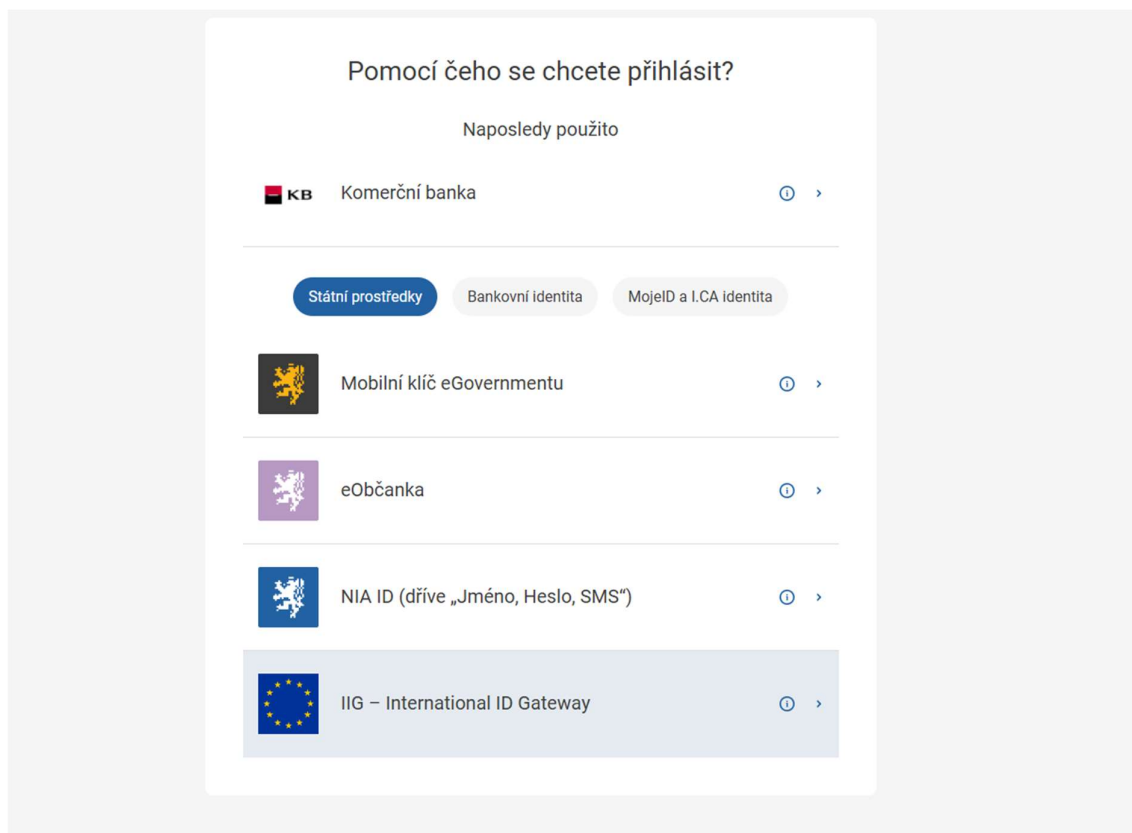 Pomocí čeho se chcete přihlásit?
Naposledy použito
KB Komerční banka
Státní prostředky Bankovní identita MojeID a I.CA identita
Mobilní klíč eGovernmentu
eObčanka
NIA ID (dříve „Jméno, Heslo, SMS“)
IIG – International ID Gateway